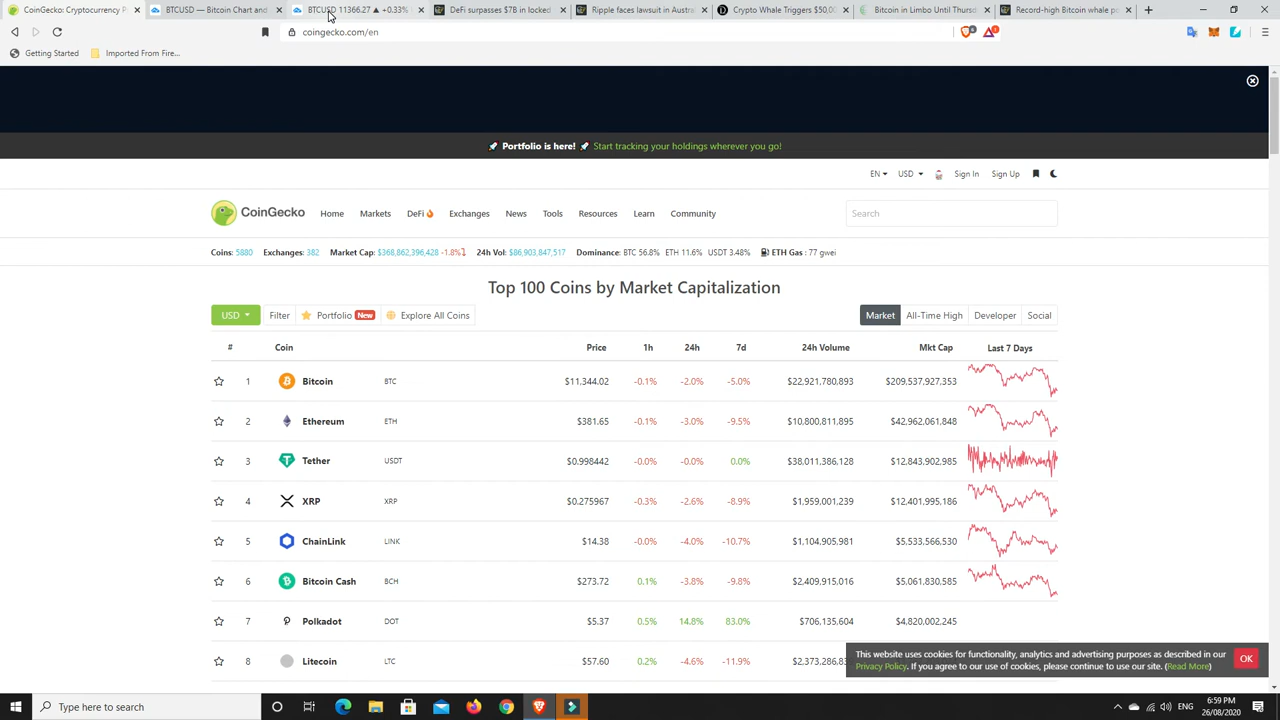 CoinGecko: Cryptocurrency P
BTCUSD — Bitcoin Chart and
BTCUSD 11366.27 ▲ +0.33%
DeFi surpasses $7B in locked
Ripple faces lawsuit in Austral
Crypto Whale Triggers $50,00
Bitcoin in Limbo Until Thursd
Record-high Bitcoin whale po
coingecko.com/en
Getting Started
Imported From Fire...
Portfolio is here! Start tracking your holdings wherever you go!
EN USD Sign In Sign Up
CoinGecko Home Markets DeFi Exchanges News Tools Resources Learn Community Search
Coins: 5880 Exchanges: 382 Market Cap: $368,862,396,428 -1.8% 24h Vol: $86,903,847,517 Dominance: BTC 56.8% ETH 11.6% USDT 3.48% ETH Gas : 77 gwei
Top 100 Coins by Market Capitalization
USD Filter Portfolio New Explore All Coins Market All-Time High Developer Social
# Coin Price 1h 24h 7d 24h Volume Mkt Cap Last 7 Days
1 Bitcoin BTC $11,344.02 -0.1% -2.0% -5.0% $22,921,780,893 $209,537,927,353
2 Ethereum ETH $381.65 -0.1% -3.0% -9.5% $10,800,811,895 $42,962,061,848
3 Tether USDT $0.998442 -0.0% -0.0% 0.0% $38,011,386,128 $12,843,902,985
4 XRP XRP $0.275967 -0.3% -2.6% -8.9% $1,959,001,239 $12,401,995,186
5 ChainLink LINK $14.38 -0.0% -4.0% -10.7% $1,104,905,981 $5,533,566,530
6 Bitcoin Cash BCH $273.72 0.1% -3.8% -9.8% $2,409,915,016 $5,061,830,585
7 Polkadot DOT $5.37 0.5% 14.8% 83.0% $706,135,604 $4,820,002,245
8 Litecoin LTC $57.60 0.2% -4.6% -11.9% $2,373,286,83
This website uses cookies for functionality, analytics and advertising purposes as described in our
Privacy Policy. If you agree to our use of cookies, please continue to use our site. (Read More)
OK
Type here to search
ENG
6:59 PM
26/08/2020